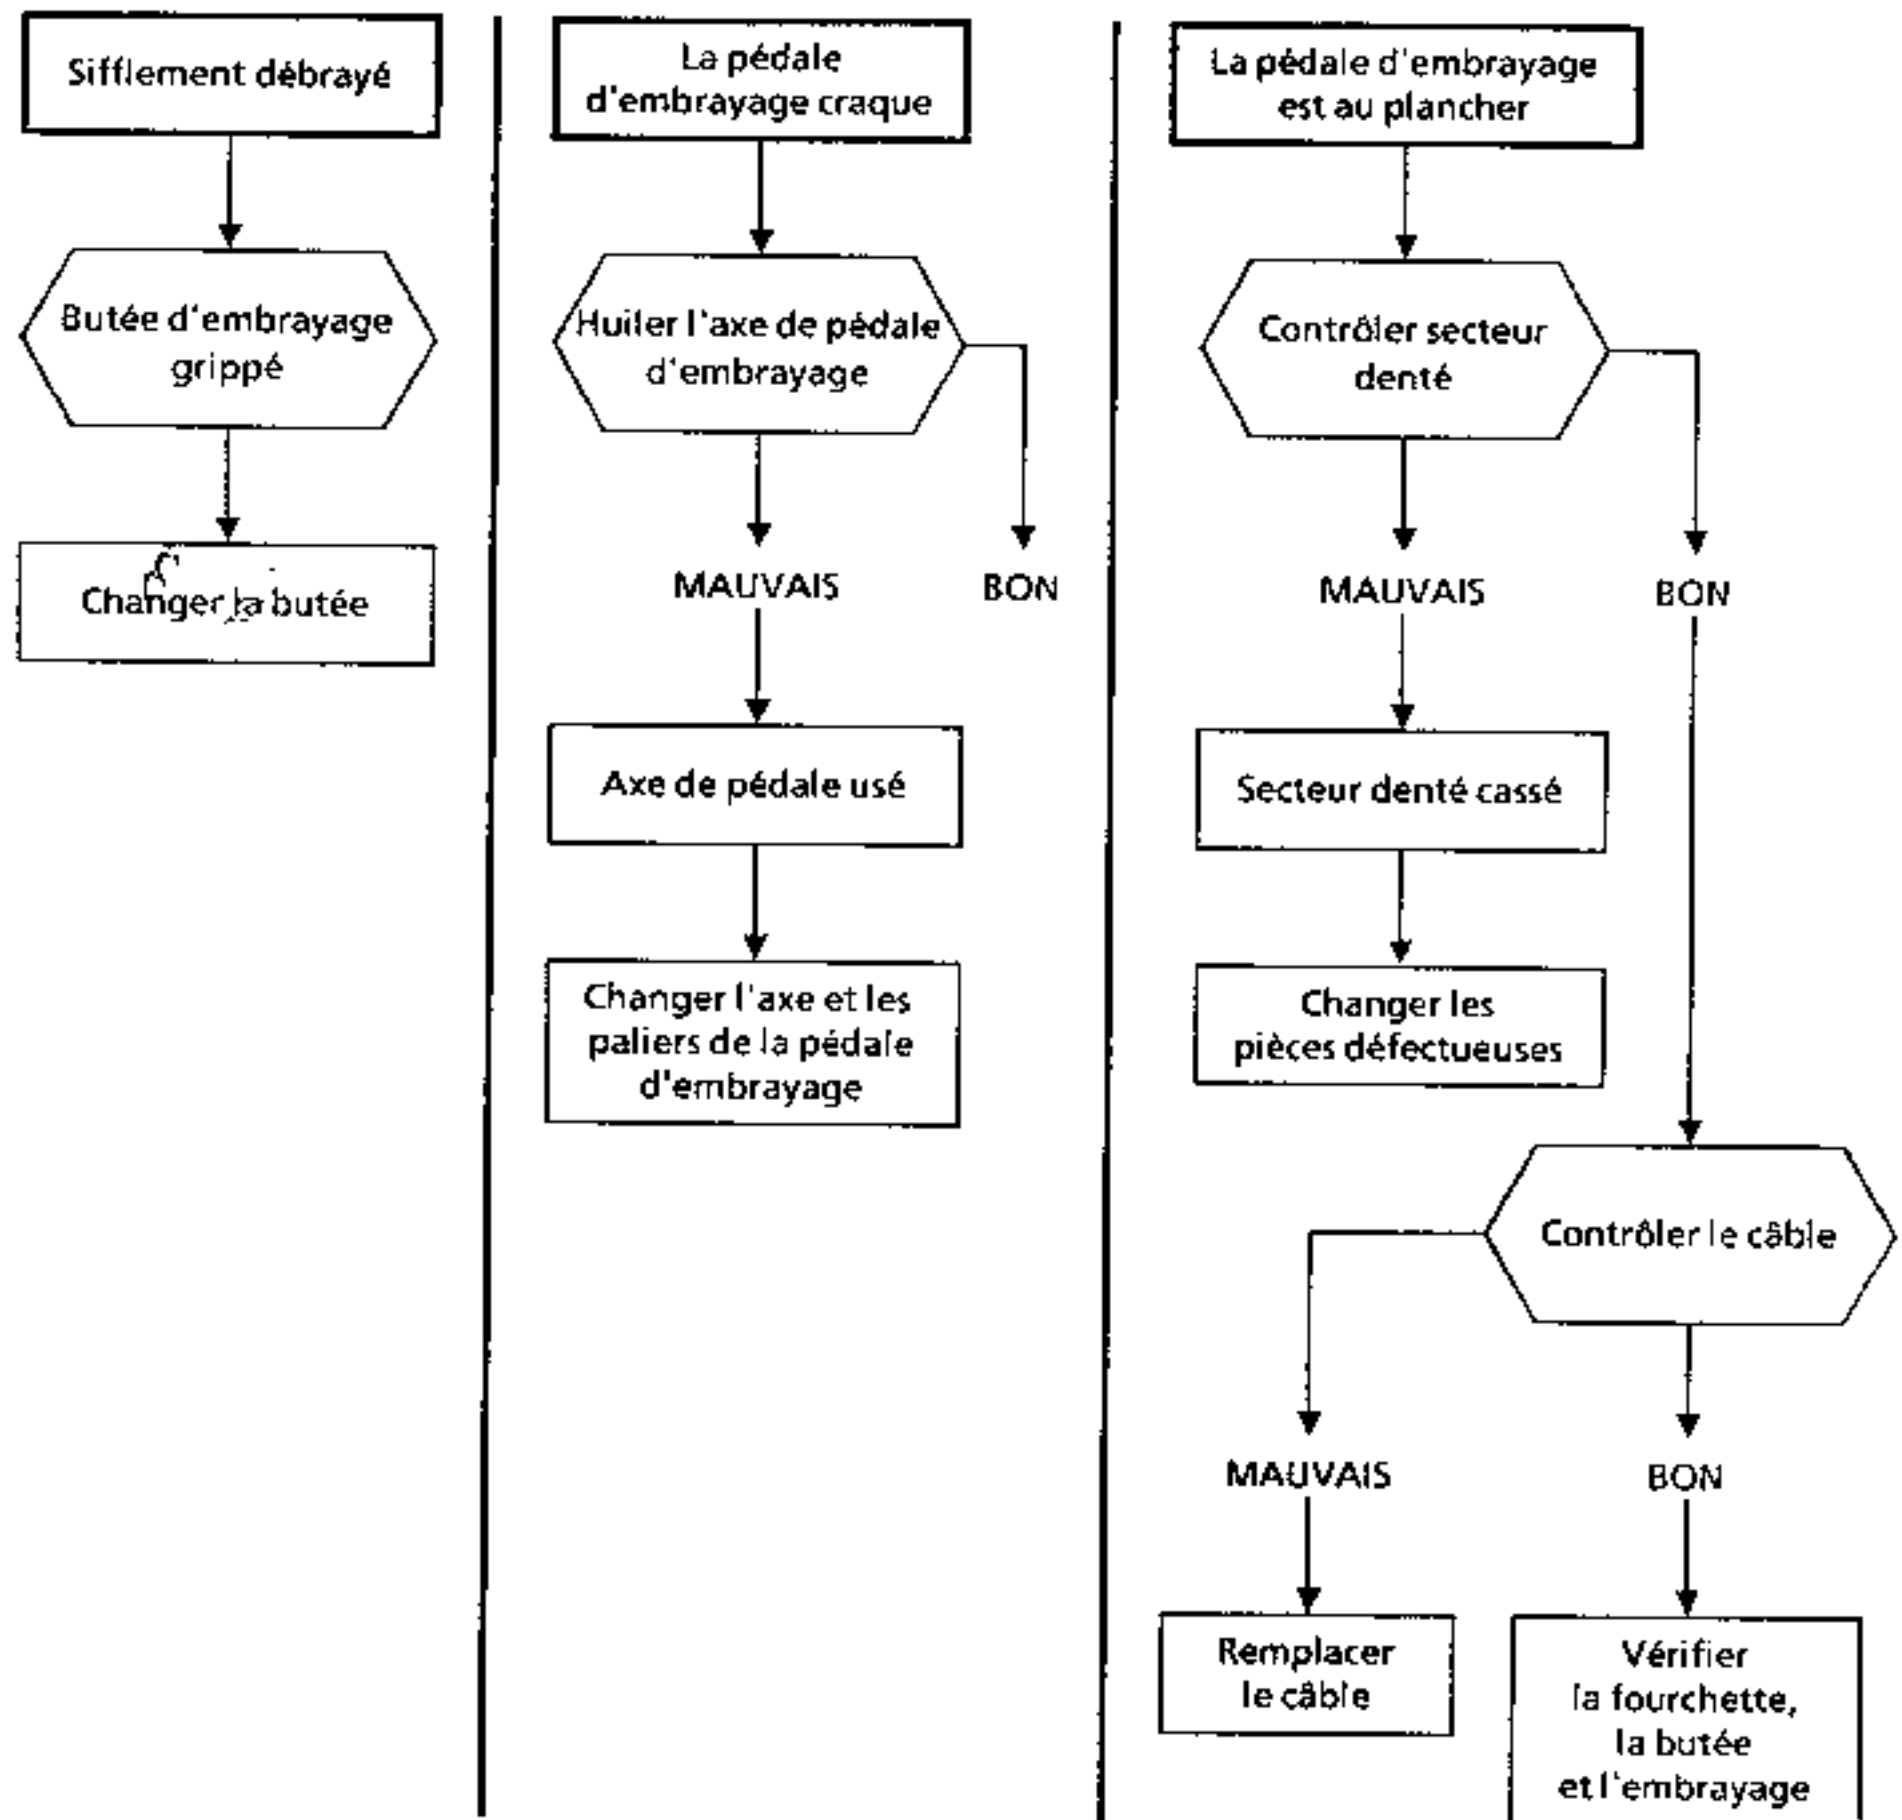 Sifflement débrayé
Butée d'embrayage
grippé
Changer la butée
La pédale
d'embrayage craque
Huiler l'axe de pédale
d'embrayage
MAUVAIS
BON
Axe de pédale usé
Changer l'axe et les
paliers de la pédale
d'embrayage
La pédale d'embrayage
est au plancher
Contrôler secteur
denté
MAUVAIS
BON
Secteur denté cassé
Changer les
pièces défectueuses
Contrôler le câble
MAUVAIS
BON
Remplacer
le câble
Vérifier
la fourchette,
la butée
et l'embrayage